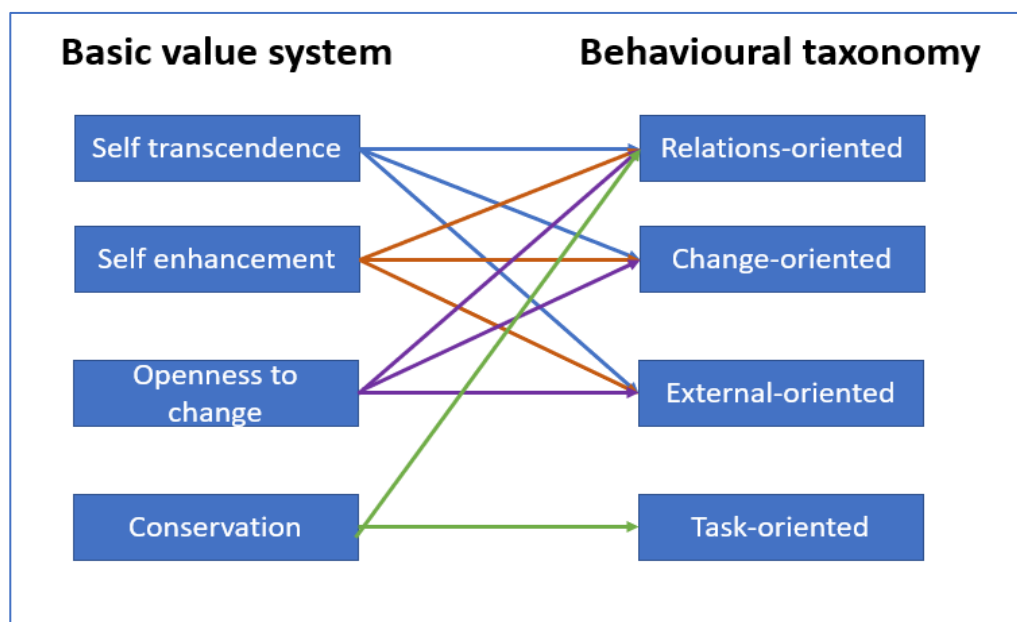 Basic value system
Behavioural taxonomy
Self transcendence
Relations-oriented
Self enhancement
Change-oriented
Openness to
change
External-oriented
Conservation
Task-oriented